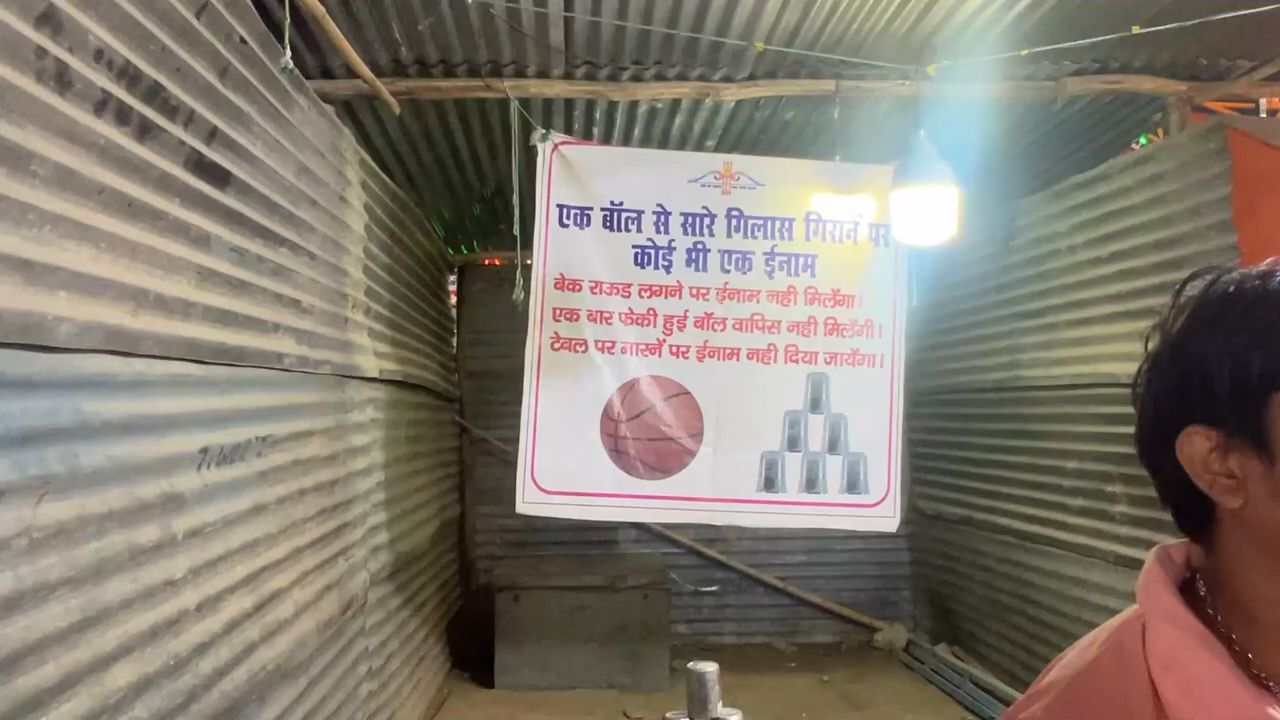 एक बॉल से सारे गिलास गिराने पर
कोई भी एक ईनाम
बेक राऊड लगने पर ईनाम नही मिलेंगा।
एक बार फेकी हुई बॉल वापिस नही मिलेंगी।
टेबल पर मारनें पर ईनाम नही दिया जायेंगा।